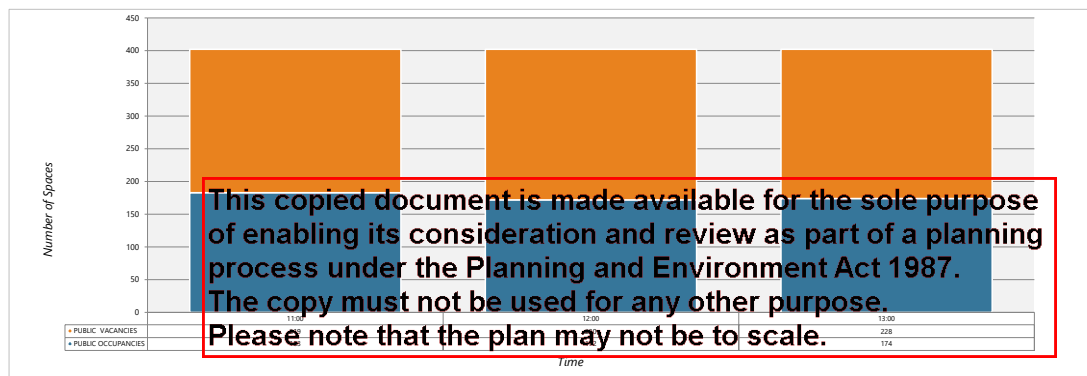 450
400
350
300
250
200
150
100
50
0
Number of Spaces
This copied document is made available for the sole purpose
of enabling its consideration and review as part of a planning
process under the Planning and Environment Act 1987.
The copy must not be used for any other purpose.
Please note that the plan may not be to scale.
11:00 12:00 13:00
PUBLIC VACANCIES 228
PUBLIC OCCUPANCIES 174
Time